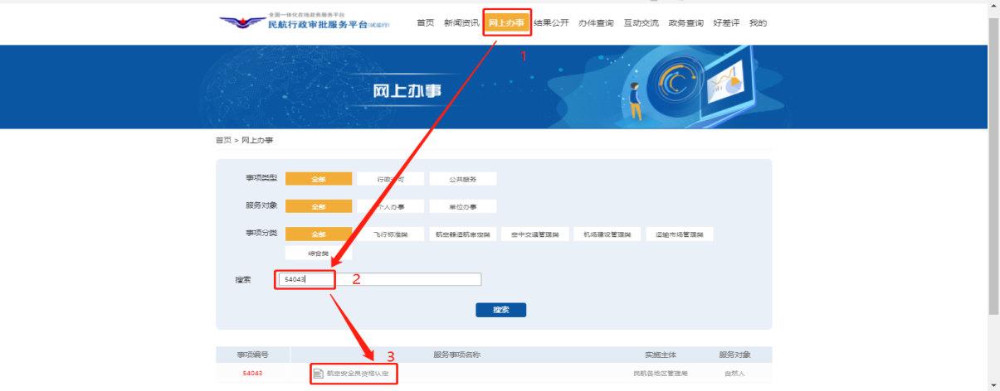 全国一体化在线政务服务平台
民航行政审批服务平台(试运行)
首页 新闻资讯 网上办事 结果公开 办件查询 互动交流 政务查询 好差评 我的
1
网上办事
首页 > 网上办事
事项类型 全部 行政许可 公共服务
服务对象 全部 个人办事 单位办事
事项分类 全部 飞行标准类 航空器适航审定类 空中交通管理类 机场建设管理类 运输市场管理类
综合类
搜索 54043 2
搜索
3
事项编号 服务事项名称 实施主体 服务对象
54043 航空安全员资格认定 民航各地区管理局 自然人